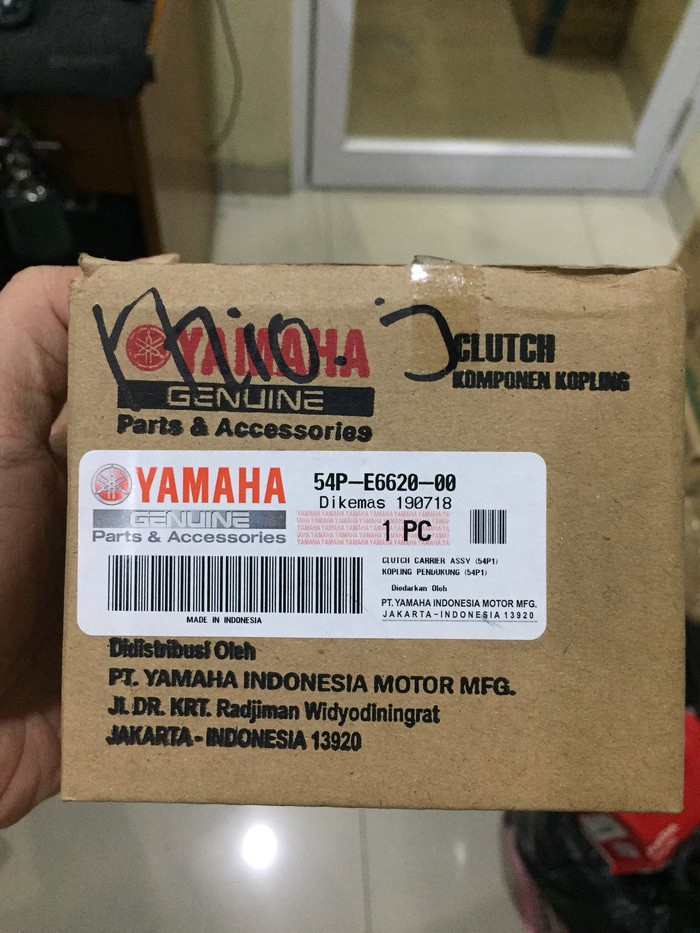 Mio. J
YAMAHA
GENUINE
Parts & Accessories
CLUTCH
KOMPONEN KOPLING
YAMAHA
GENUINE
Parts & Accessories
54P-E6620-00
Dikemas 190718
1 PC
CLUTCH CARRIER ASSY (54P1)
KOPLING PENDUKUNG (54P1)
Diedarkan Oleh
PT. YAMAHA INDONESIA MOTOR MFG.
JAKARTA-INDONESIA 13920
MADE IN INDONESIA
Didistribusi Oleh
PT. YAMAHA INDONESIA MOTOR MFG.
Jl. DR. KRT. Radjiman Widyodiningrat
JAKARTA - INDONESIA 13920